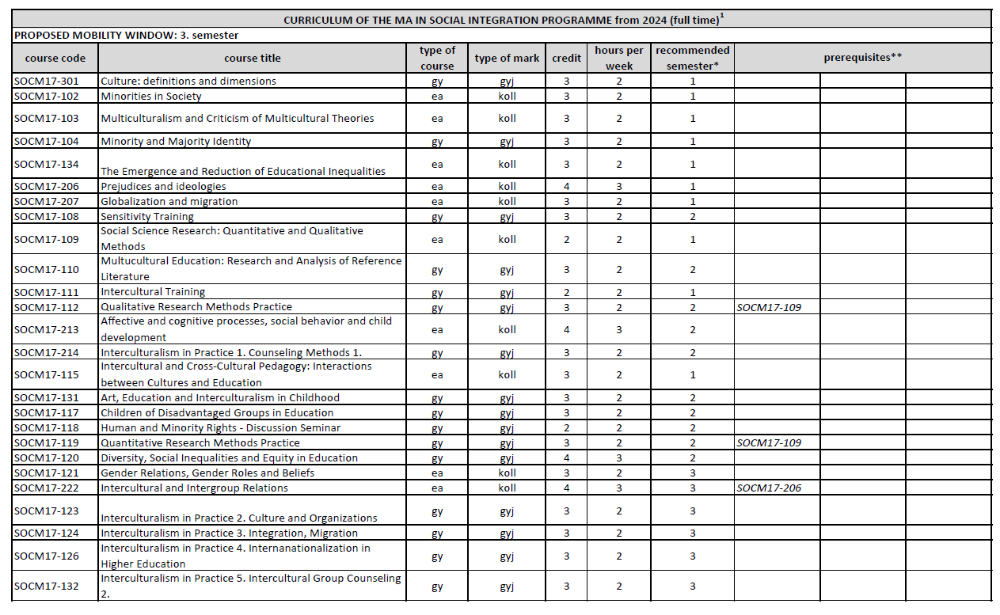 CURRICULUM OF THE MA IN SOCIAL INTEGRATION PROGRAMME from 2024 (full time)1
PROPOSED MOBILITY WINDOW: 3. semester
course code course title type of course type of mark credit hours per week recommended semester* prerequisites**
SOCM17-301 Culture: definitions and dimensions gy gyj 3 2 1
SOCM17-102 Minorities in Society ea koll 3 2 1
SOCM17-103 Multiculturalism and Criticism of Multicultural Theories ea koll 3 2 1
SOCM17-104 Minority and Majority Identity gy gyj 3 2 1
SOCM17-134 The Emergence and Reduction of Educational Inequalities ea koll 3 2 1
SOCM17-206 Prejudices and ideologies ea koll 4 3 1
SOCM17-207 Globalization and migration ea koll 3 2 1
SOCM17-108 Sensitivity Training gy gyj 3 2 2
SOCM17-109 Social Science Research: Quantitative and Qualitative Methods ea koll 2 2 1
SOCM17-110 Multucultural Education: Research and Analysis of Reference Literature gy gyj 3 2 2
SOCM17-111 Intercultural Training gy gyj 2 2 1
SOCM17-112 Qualitative Research Methods Practice gy gyj 3 2 2 SOCM17-109
SOCM17-213 Affective and cognitive processes, social behavior and child development ea koll 4 3 2
SOCM17-214 Interculturalism in Practice 1. Counseling Methods 1. gy gyj 3 2 2
SOCM17-115 Intercultural and Cross-Cultural Pedagogy: Interactions between Cultures and Education ea koll 3 2 1
SOCM17-131 Art, Education and Interculturalism in Childhood gy gyj 3 2 2
SOCM17-117 Children of Disadvantaged Groups in Education gy gyj 3 2 2
SOCM17-118 Human and Minority Rights - Discussion Seminar gy gyj 2 2 2
SOCM17-119 Quantitative Research Methods Practice gy gyj 3 2 2 SOCM17-109
SOCM17-120 Diversity, Social Inequalities and Equity in Education gy gyj 4 3 2
SOCM17-121 Gender Relations, Gender Roles and Beliefs ea koll 3 2 3
SOCM17-222 Intercultural and Intergroup Relations ea koll 4 3 3 SOCM17-206
SOCM17-123 Interculturalism in Practice 2. Culture and Organizations gy gyj 3 2 3
SOCM17-124 Interculturalism in Practice 3. Integration, Migration gy gyj 3 2 3
SOCM17-126 Interculturalism in Practice 4. Internanationalization in Higher Education gy gyj 3 2 3
SOCM17-132 Interculturalism in Practice 5. Intercultural Group Counseling 2. gy gyj 3 2 3